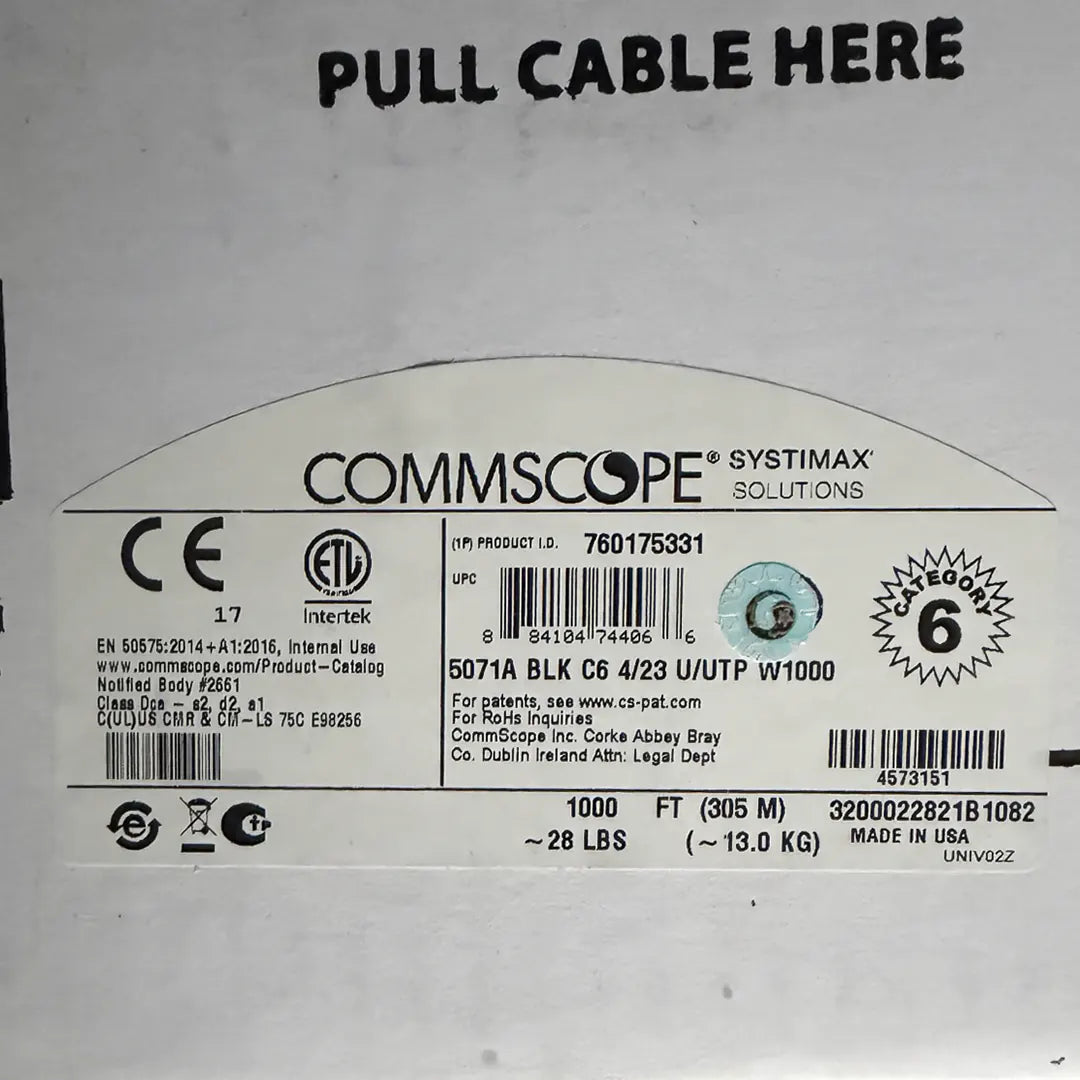 PULL CABLE HERE
COMMSCOPE® SYSTIMAX
SOLUTIONS
CE
17
ETL
Intertek
EN 50575:2014+A1:2016, Internal Use
www.commscope.com/Product-Catalog
Notified Body #2661
Class Dca - s2, d2, a1
C(UL)US CMR & CM-LS 75C E98256
(1P) PRODUCT I.D. 760175331
UPC
8 84104 74406 6
CATEGORY
6
5071A BLK C6 4/23 U/UTP W1000
For patents, see www.cs-pat.com
For RoHs Inquiries
CommScope Inc. Corke Abbey Bray
Co. Dublin Ireland Attn: Legal Dept
4573151
e
1000 FT (305 M)
~28 LBS (~13.0 KG)
3200022821B1082
MADE IN USA
UNIV02Z